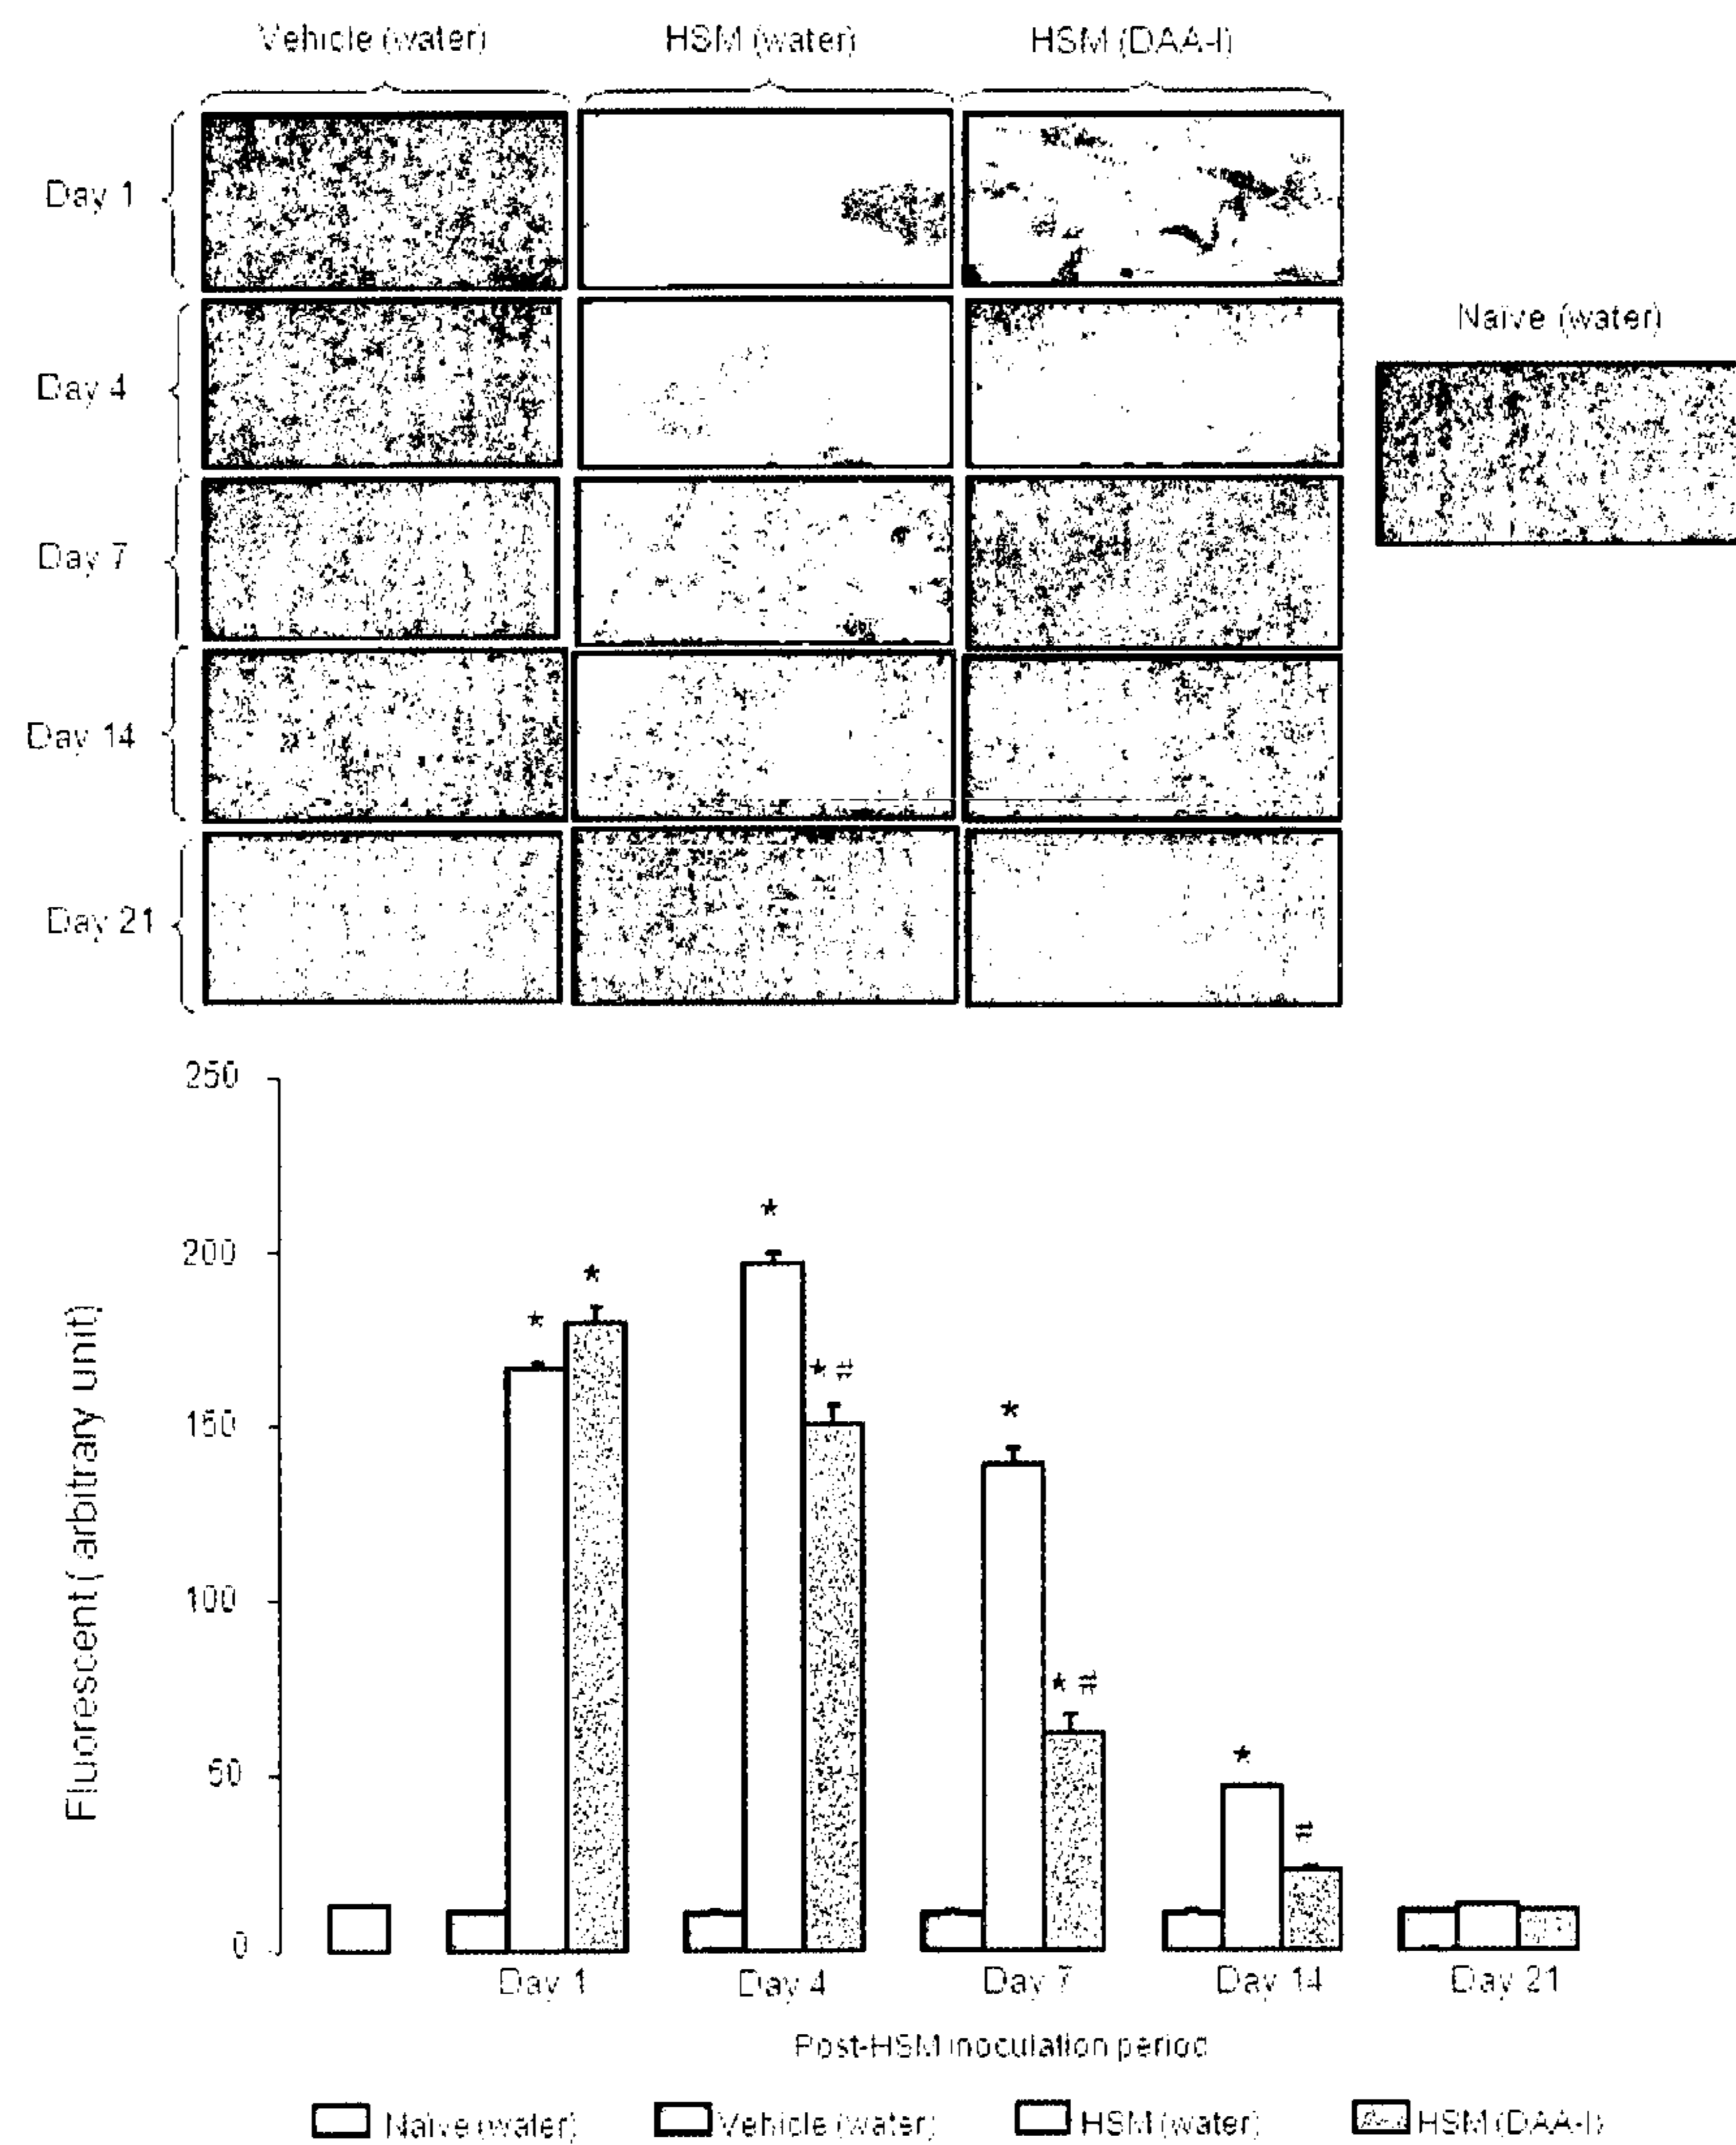 Vehicle (water) HSM (water) HSM (DAA-I)
Day 1
Day 4
Naive (water)
Day 7
Day 14
Day 21
250
200
150
100
50
0
Fluorescent ( arbitrary unit)
*
*
*
* #
*
* #
*
#
Day 1 Day 4 Day 7 Day 14 Day 21
Post-HSM inoculation period
Naive (water) Vehicle (water) HSM (water) HSM (DAA-I)